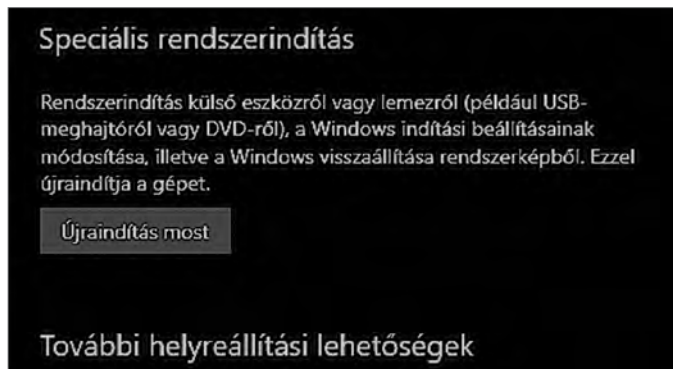 Speciális rendszerindítás
Rendszerindítás külső eszközről vagy lemezről (például USB-
meghajtóról vagy DVD-ről), a Windows indítási beállításainak
módosítása, illetve a Windows visszaállítása rendszerképből. Ezzel
újraindítja a gépet.
Újraindítás most
További helyreállítási lehetőségek